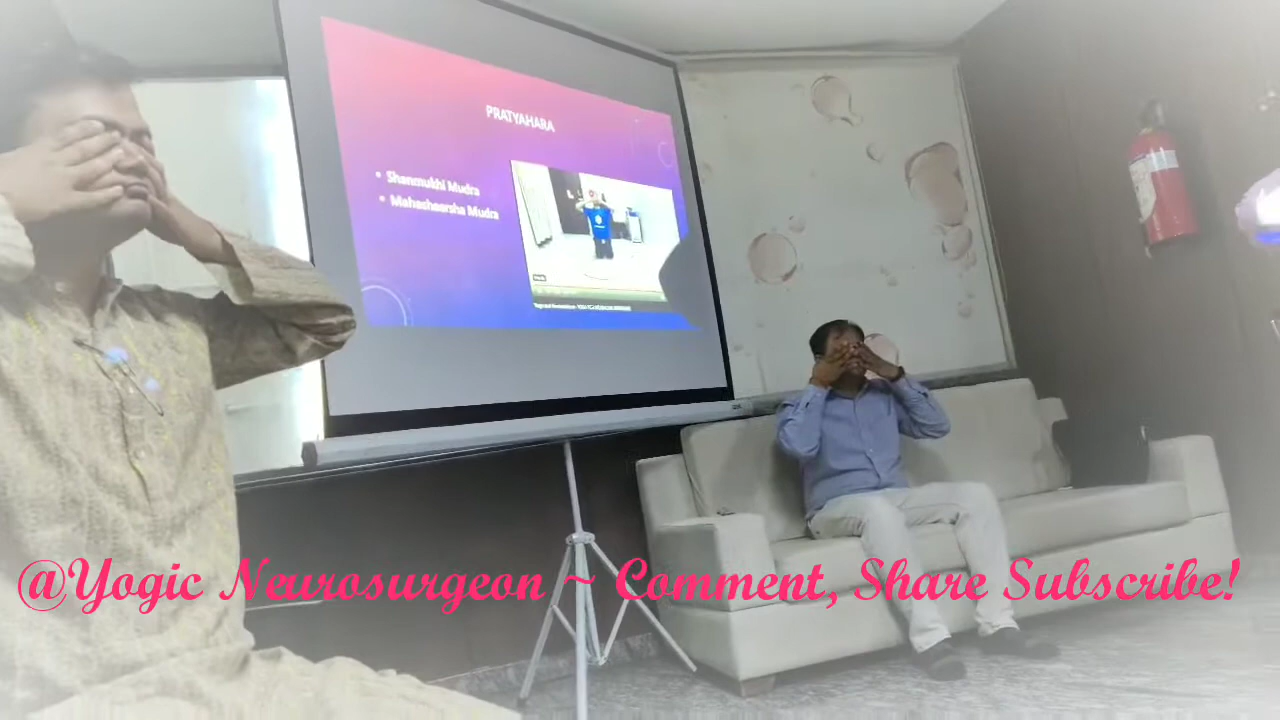 PRATYAHARA
• Shanmukhi Mudra
• Mahasheersha Mudra
@Yogic Neurosurgeon ~ Comment, Share Subscribe!